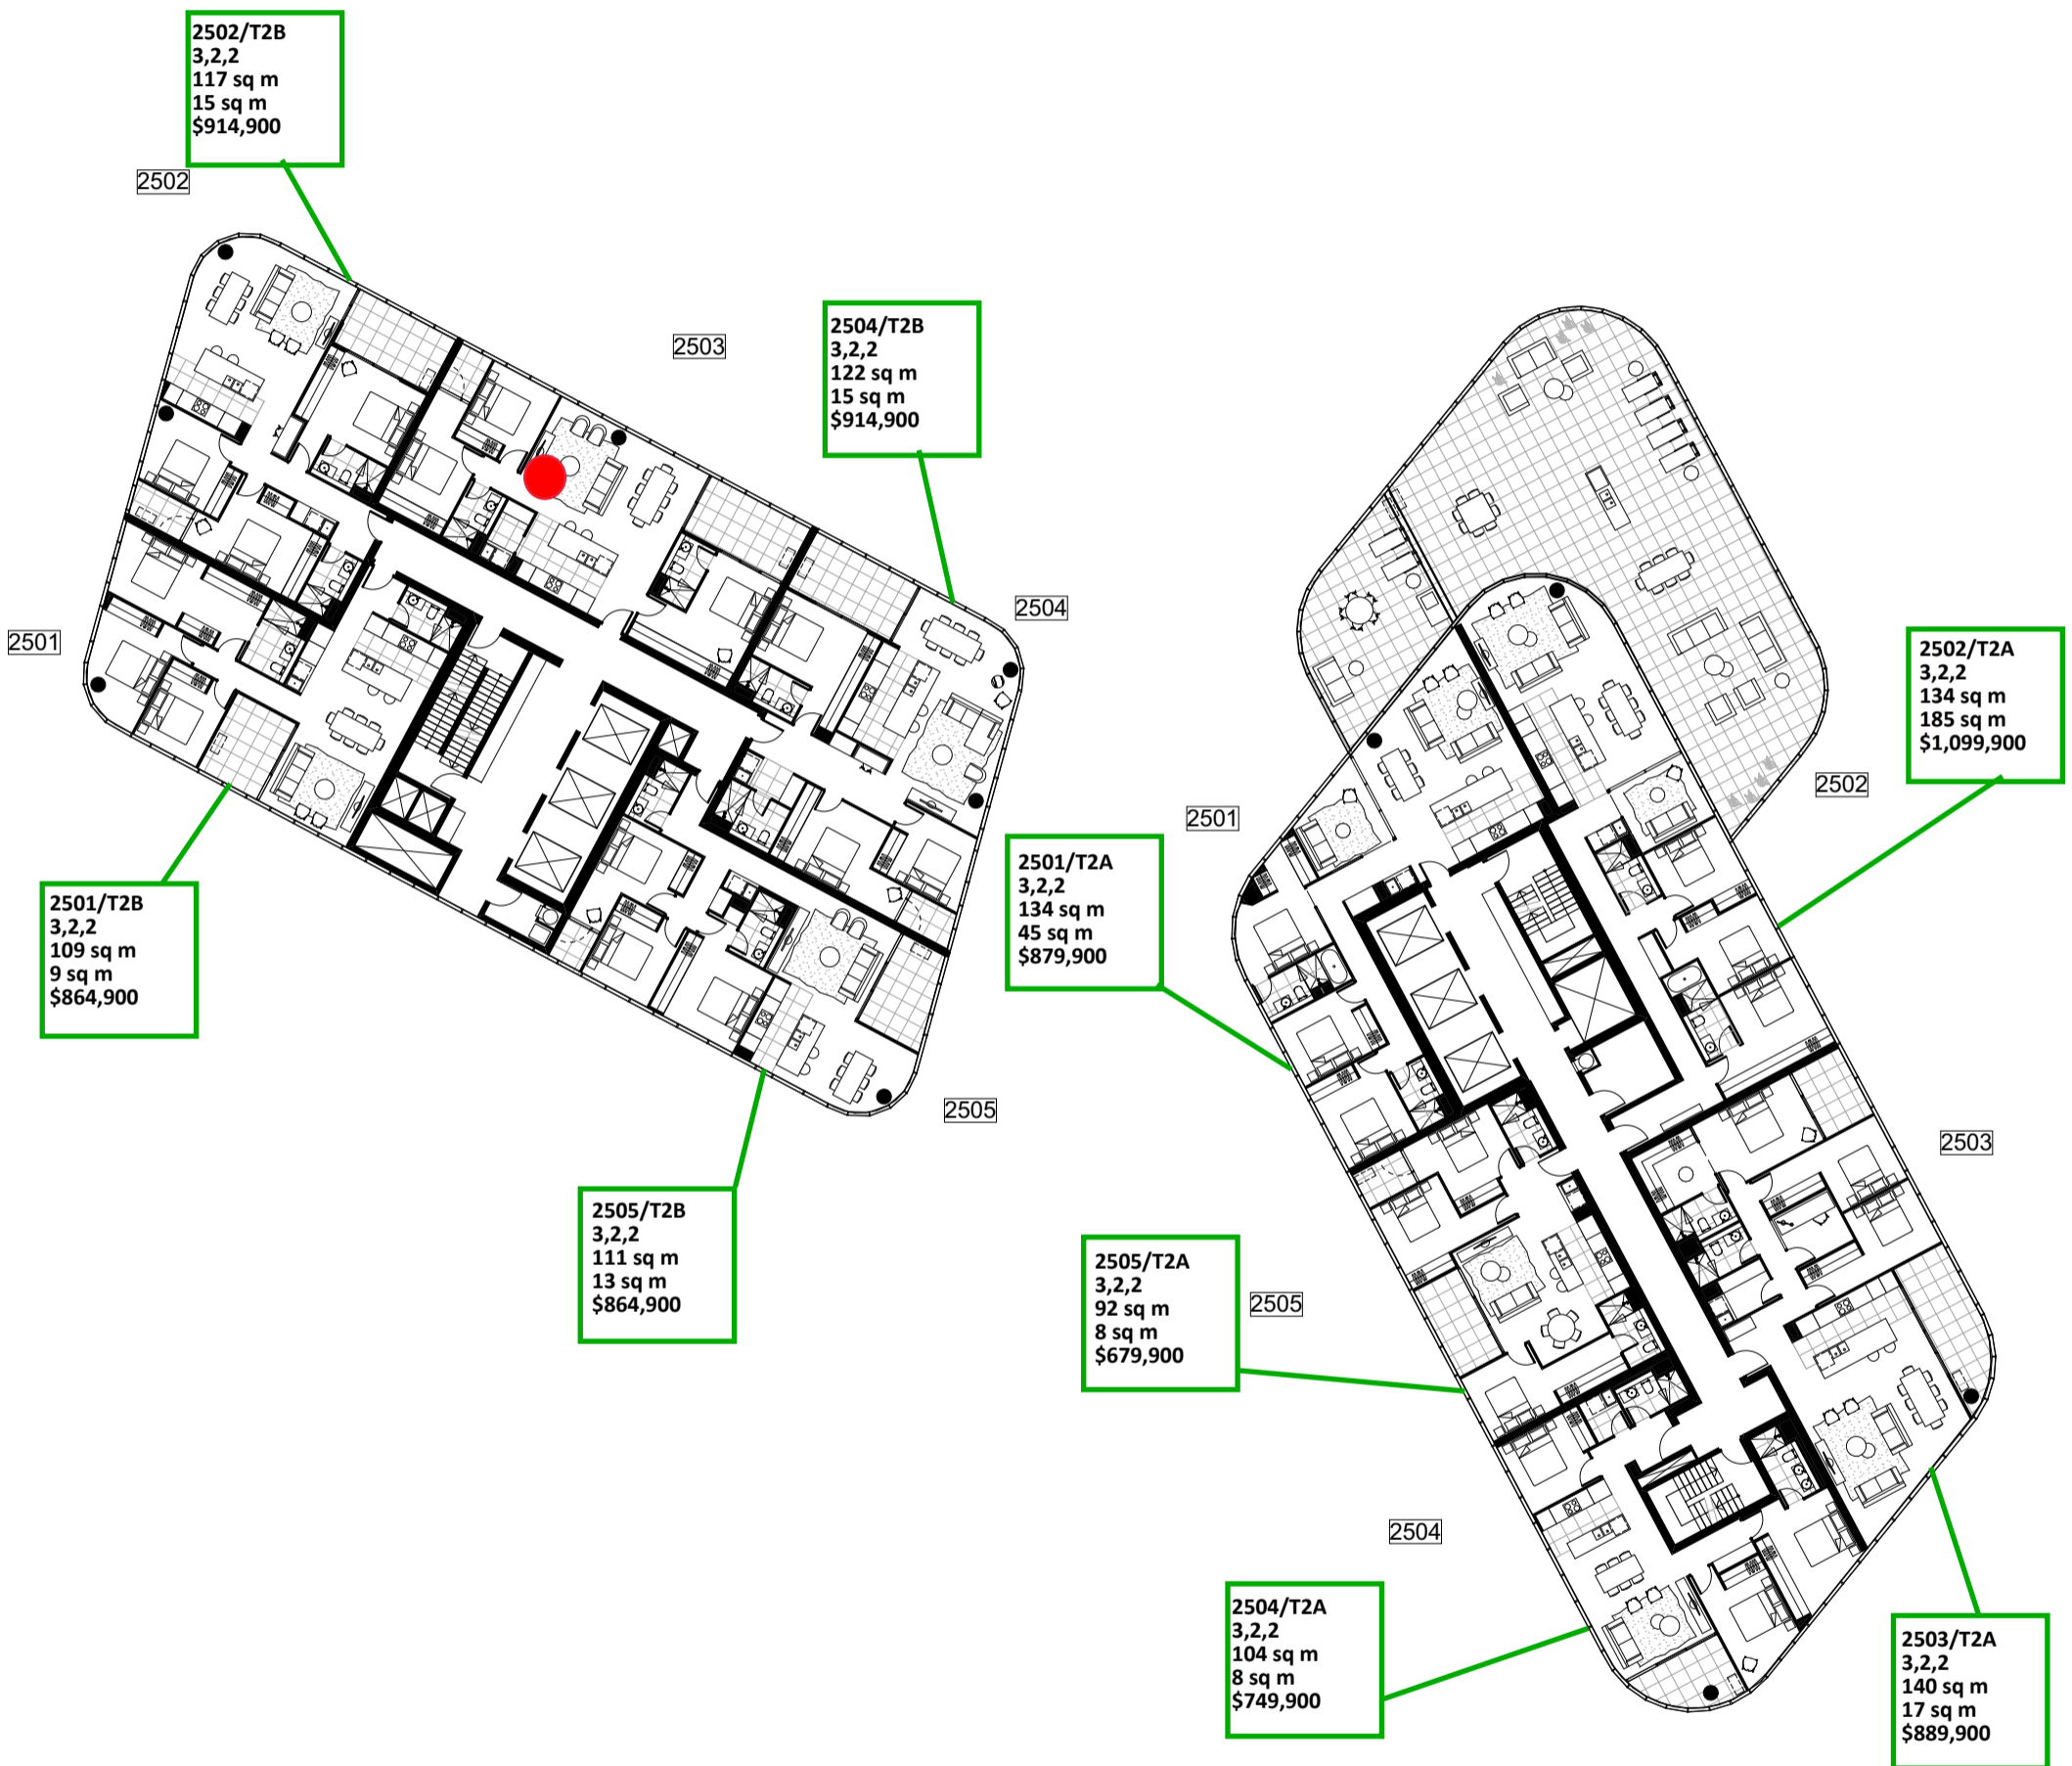 2502/T2B
3,2,2
117 sq m
15 sq m
$914,900
2502
2503
2504/T2B
3,2,2
122 sq m
15 sq m
$914,900
2504
2501
2501/T2B
3,2,2
109 sq m
9 sq m
$864,900
2505/T2B
3,2,2
111 sq m
13 sq m
$864,900
2505
2502/T2A
3,2,2
134 sq m
185 sq m
$1,099,900
2502
2501
2501/T2A
3,2,2
134 sq m
45 sq m
$879,900
2503
2505/T2A
3,2,2
92 sq m
8 sq m
$679,900
2505
2504
2504/T2A
3,2,2
104 sq m
8 sq m
$749,900
2503/T2A
3,2,2
140 sq m
17 sq m
$889,900